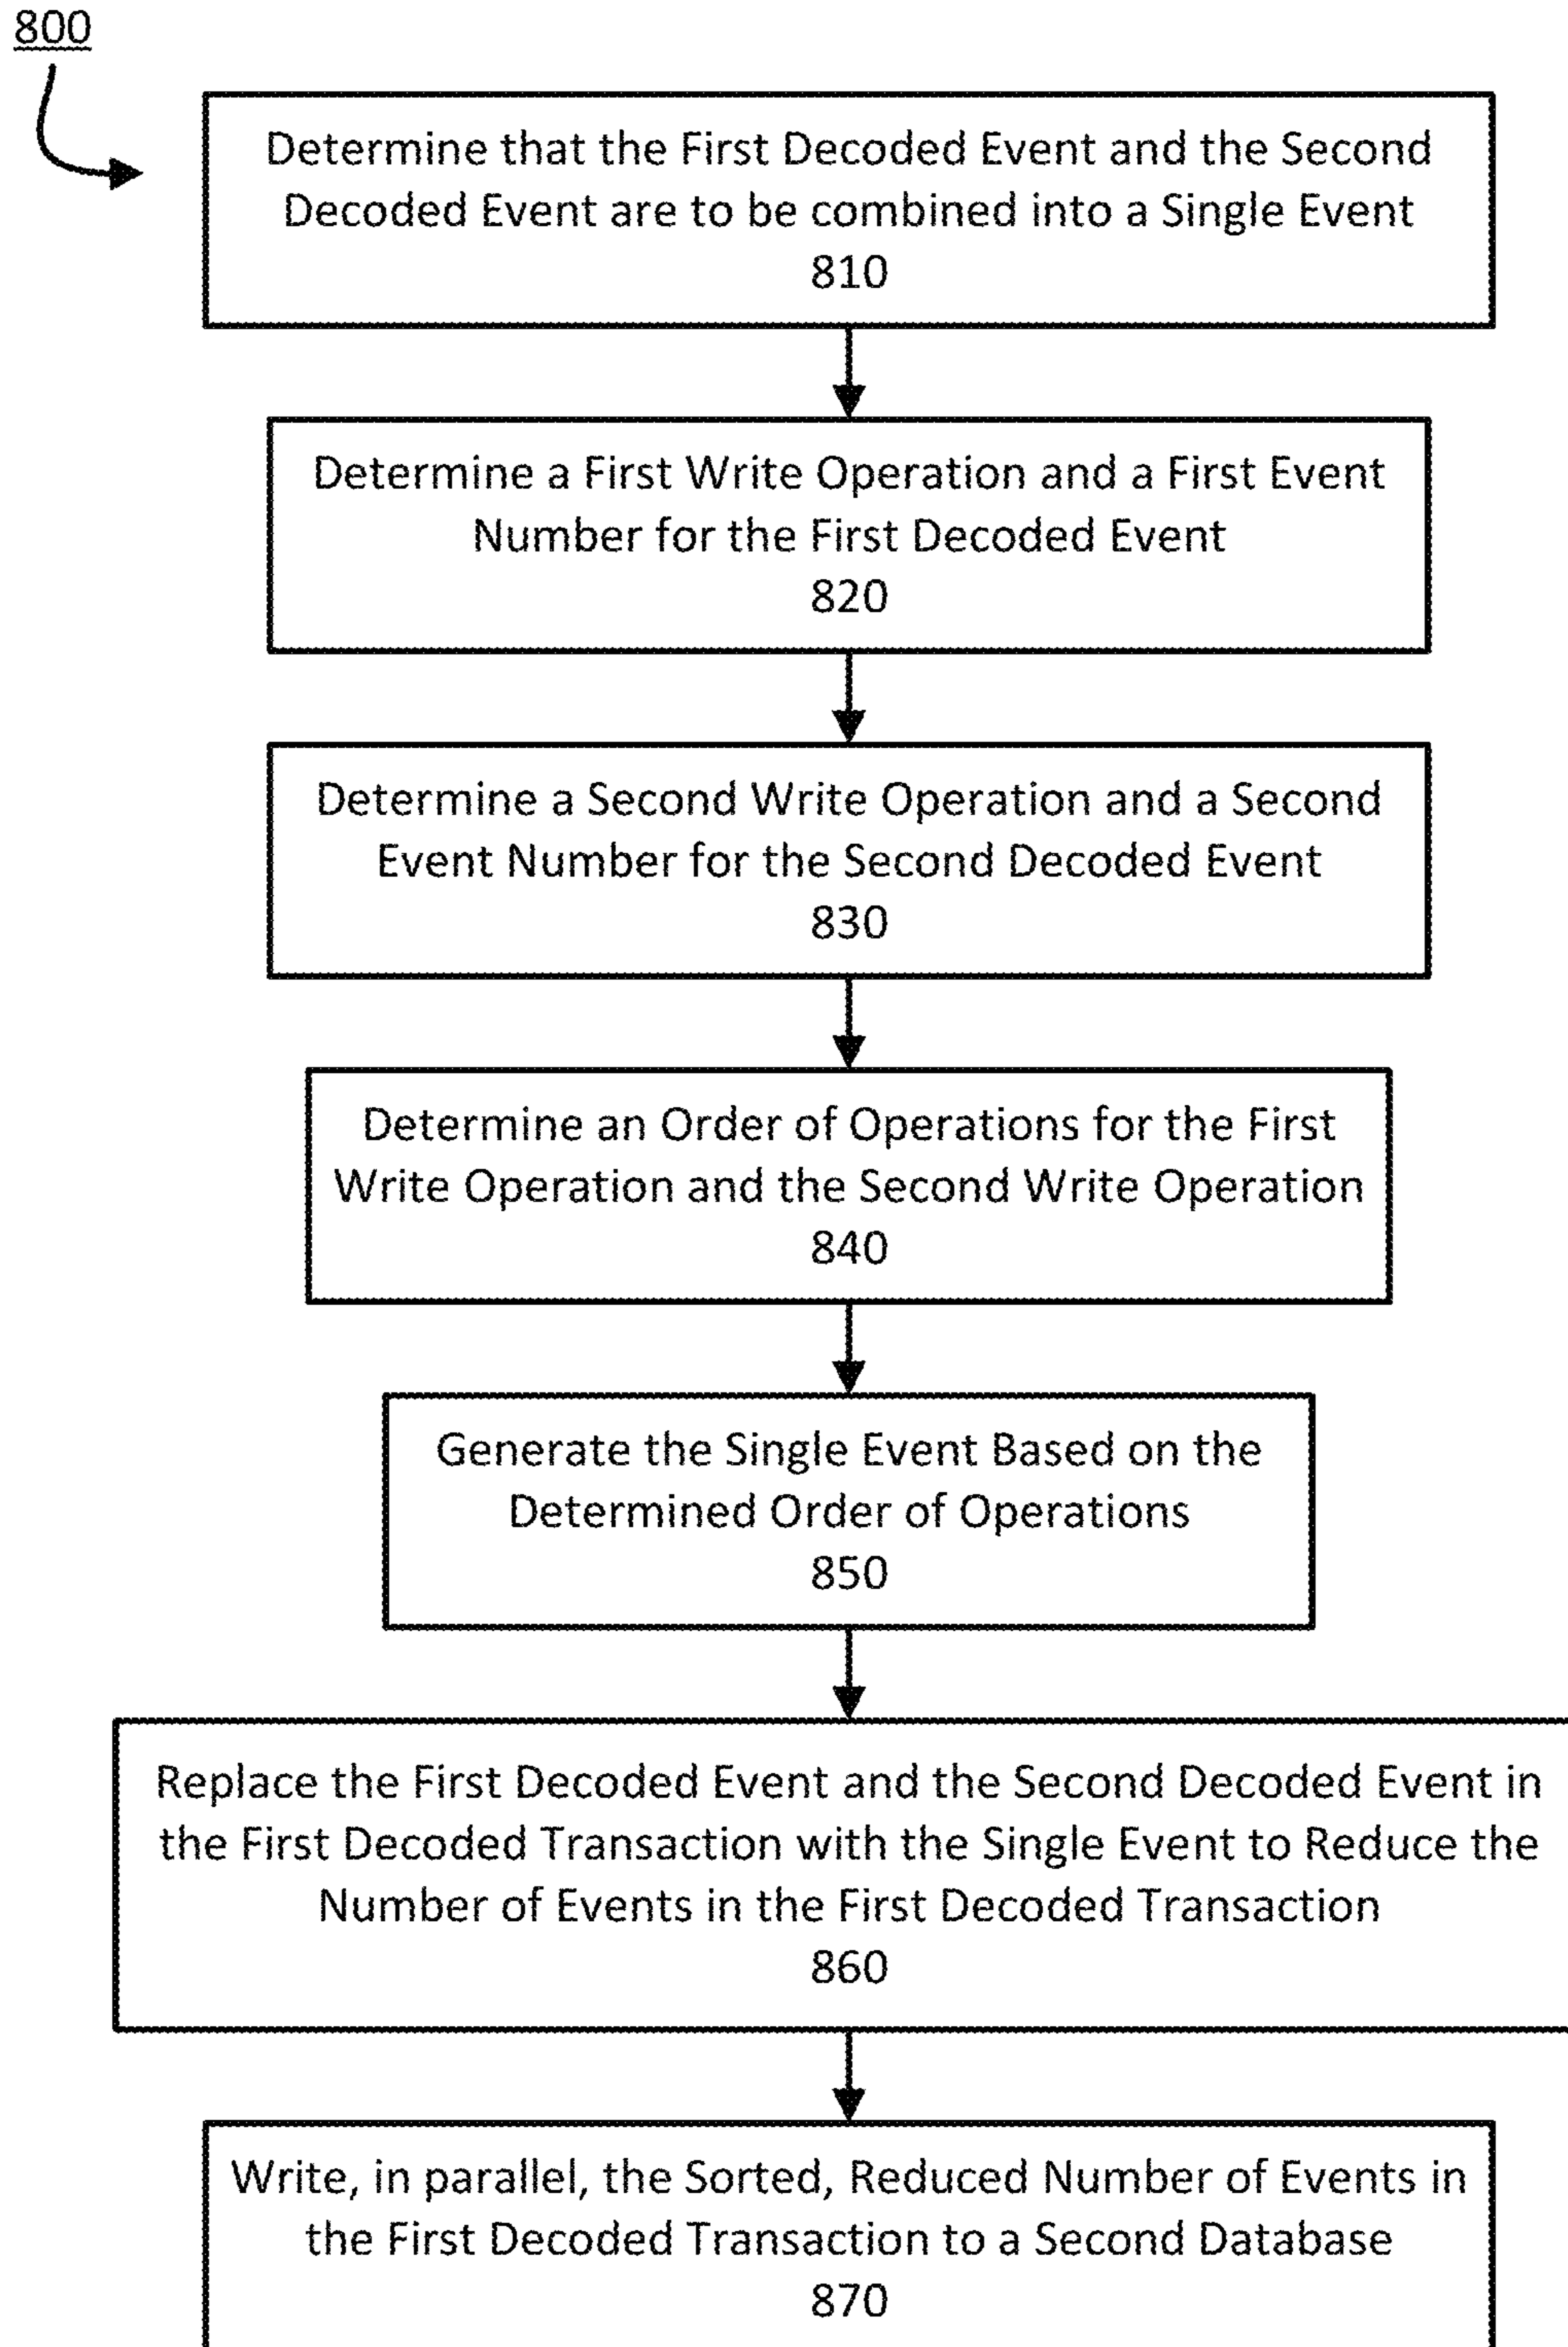 800
Determine that the First Decoded Event and the Second
Decoded Event are to be combined into a Single Event
810
Determine a First Write Operation and a First Event
Number for the First Decoded Event
820
Determine a Second Write Operation and a Second
Event Number for the Second Decoded Event
830
Determine an Order of Operations for the First
Write Operation and the Second Write Operation
840
Generate the Single Event Based on the
Determined Order of Operations
850
Replace the First Decoded Event and the Second Decoded Event in
the First Decoded Transaction with the Single Event to Reduce the
Number of Events in the First Decoded Transaction
860
Write, in parallel, the Sorted, Reduced Number of Events in
the First Decoded Transaction to a Second Database
870